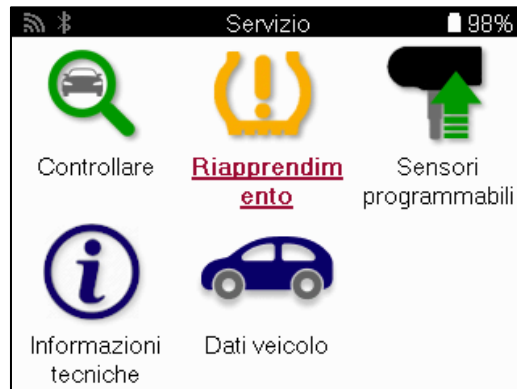 Servizio 98%
Controllare
Riapprendim
ento
Sensori
programmabili
Informazioni
tecniche
Dati veicolo